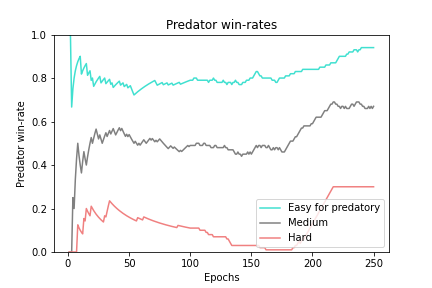 Predator win-rates
Predator win-rate
1.0
0.8
0.6
0.4
0.2
0.0
0
50
100
150
200
250
Epochs
Easy for predatory
Medium
Hard